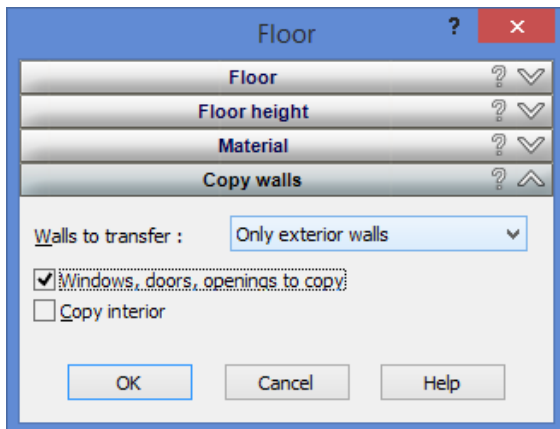 Floor ?
Floor ?
Floor height ?
Material ?
Copy walls ?
Walls to transfer : Only exterior walls
Windows, doors, openings to copy
Copy interior
OK Cancel Help